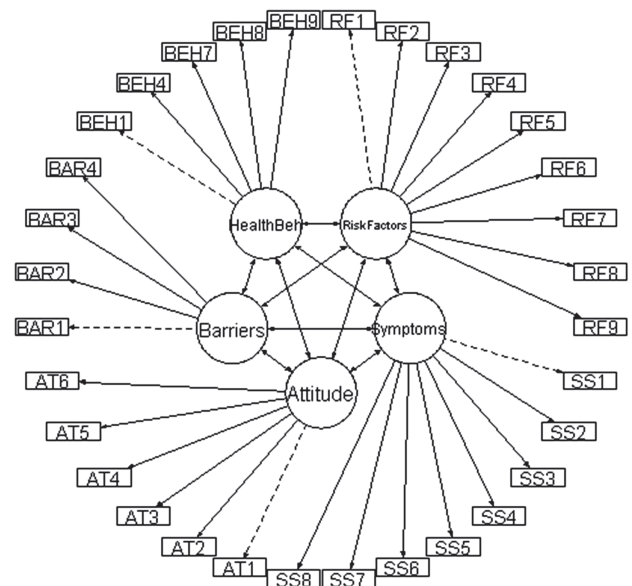 BEH9
RF1
BEH8
RF2
BEH7
RF3
BEH4
RF4
BEH1
RF5
BAR4
RF6
BAR3
HealthBeh
RiskFactors
RF7
BAR2
RF8
BAR1
Barriers
Symptoms
RF9
AT6
Attitude
SS1
AT5
SS2
AT4
SS3
AT3
SS4
AT2
SS5
AT1
SS6
SS8
SS7